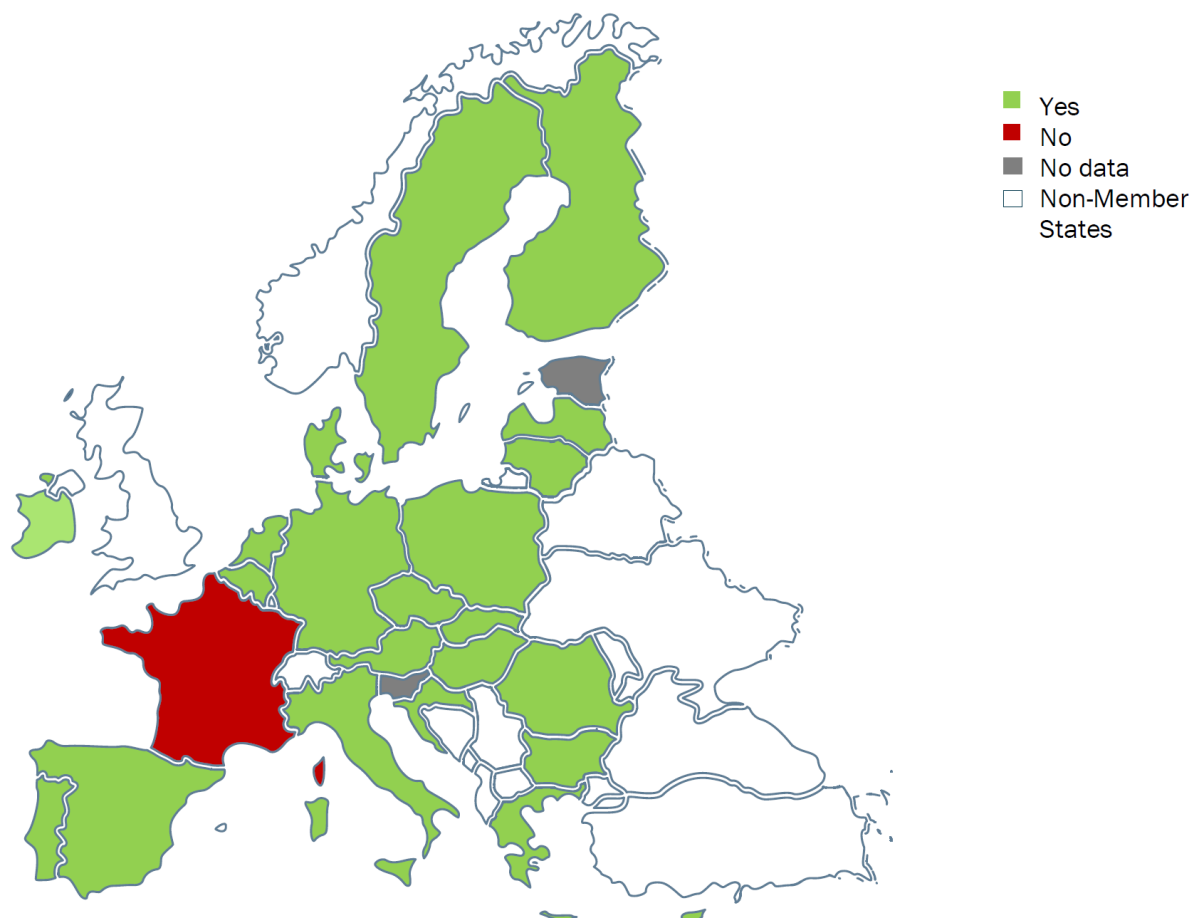 Yes
No
No data
Non-Member
States